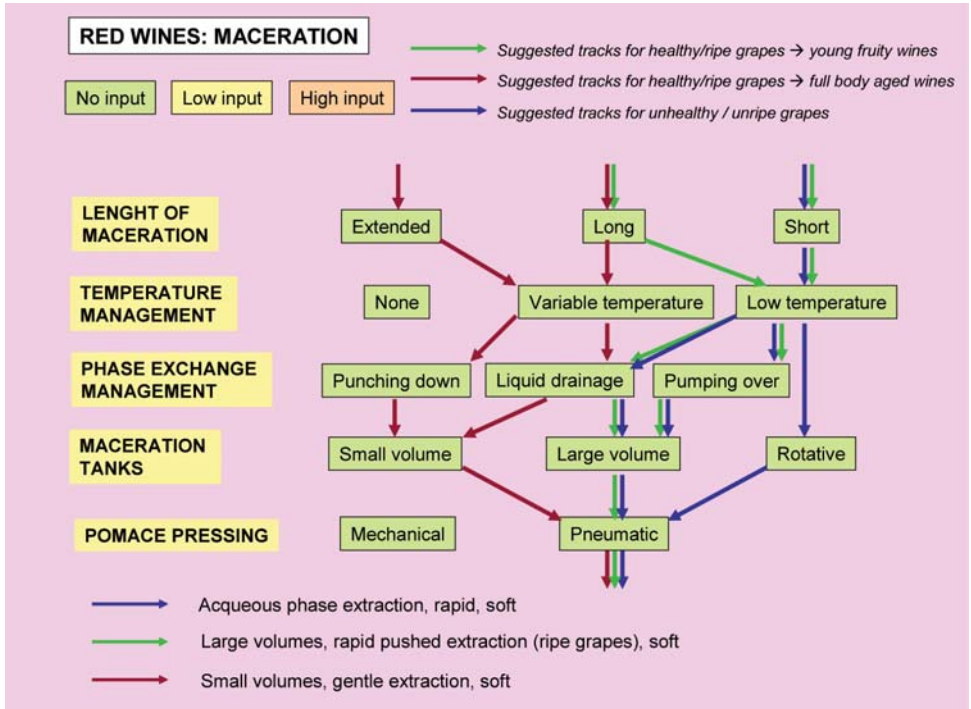 RED WINES: MACERATION
Suggested tracks for healthy/ripe grapes → young fruity wines
Suggested tracks for healthy/ripe grapes → full body aged wines
Suggested tracks for unhealthy / unripe grapes
No input
Low input
High input
LENGHT OF
MACERATION
Extended
Long
Short
TEMPERATURE
MANAGEMENT
None
Variable temperature
Low temperature
PHASE EXCHANGE
MANAGEMENT
Punching down
Liquid drainage
Pumping over
MACERATION
TANKS
Small volume
Large volume
Rotative
POMACE PRESSING
Mechanical
Pneumatic
Acqueous phase extraction, rapid, soft
Large volumes, rapid pushed extraction (ripe grapes), soft
Small volumes, gentle extraction, soft